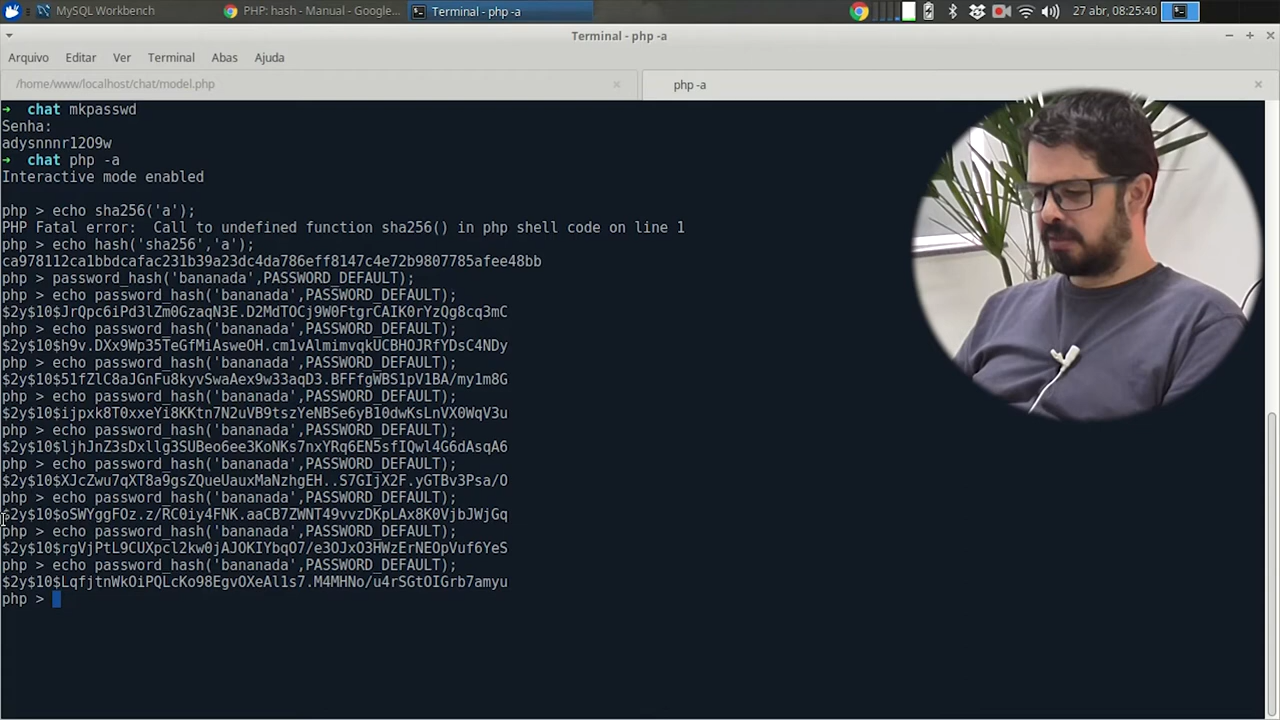 MySQL Workbench
PHP: hash - Manual - Google...
Terminal - php -a
27 abr, 08:25:40
Terminal - php -a
Arquivo Editar Ver Terminal Abas Ajuda
/home/www/localhost/chat/model.php
php -a
→ chat mkpasswd
Senha:
adysnnnr12O9w
→ chat php -a
Interactive mode enabled
php > echo sha256('a');
PHP Fatal error:  Call to undefined function sha256() in php shell code on line 1
php > echo hash('sha256','a');
ca978112ca1bbdcafac231b39a23dc4da786eff8147c4e72b9807785afee48bb
php > password_hash('bananada',PASSWORD_DEFAULT);
php > echo password_hash('bananada',PASSWORD_DEFAULT);
$2y$10$JrQpc6iPd3lZm0GzaqN3E.D2MdTOCj9W0FtgrCAIK0rYzQg8cq3mC
php > echo password_hash('bananada',PASSWORD_DEFAULT);
$2y$10$h9v.DXx9Wp35TeGfMiAsweOH.cm1vAlmimvqkUCBHOJRfYDsC4NDy
php > echo password_hash('bananada',PASSWORD_DEFAULT);
$2y$10$51fZlC8aJGnFu8kyvSwaAex9w33aqD3.BFFfgWBS1pV1BA/my1m8G
php > echo password_hash('bananada',PASSWORD_DEFAULT);
$2y$10$ijpxk8T0xxeYi8KKtn7N2uVB9tszYeNBSe6yB10dwKsLnVX0WqV3u
php > echo password_hash('bananada',PASSWORD_DEFAULT);
$2y$10$ljhJnZ3sDxllg3SUBeo6ee3KoNKs7nxYRq6EN5sfIQwl4G6dAsqA6
php > echo password_hash('bananada',PASSWORD_DEFAULT);
$2y$10$XJcZwu7qXT8a9gsZQueUauxMaNzhgEH..S7GIjX2F.yGTBv3Psa/O
php > echo password_hash('bananada',PASSWORD_DEFAULT);
$2y$10$oSWYggFOz.z/RC0iy4FNK.aaCB7ZWNT49vvzDKpLAx8K0VjbJWjGq
php > echo password_hash('bananada',PASSWORD_DEFAULT);
$2y$10$rgVjPtL9CUXpcl2kw0jAJOKIYbqO7/e3OJxO3HWzErNEOpVuf6YeS
php > echo password_hash('bananada',PASSWORD_DEFAULT);
$2y$10$LqfjtnWkOiPQLcKo98EgvOXeAl1s7.M4MHNo/u4rSGtOIGrb7amyu
php >